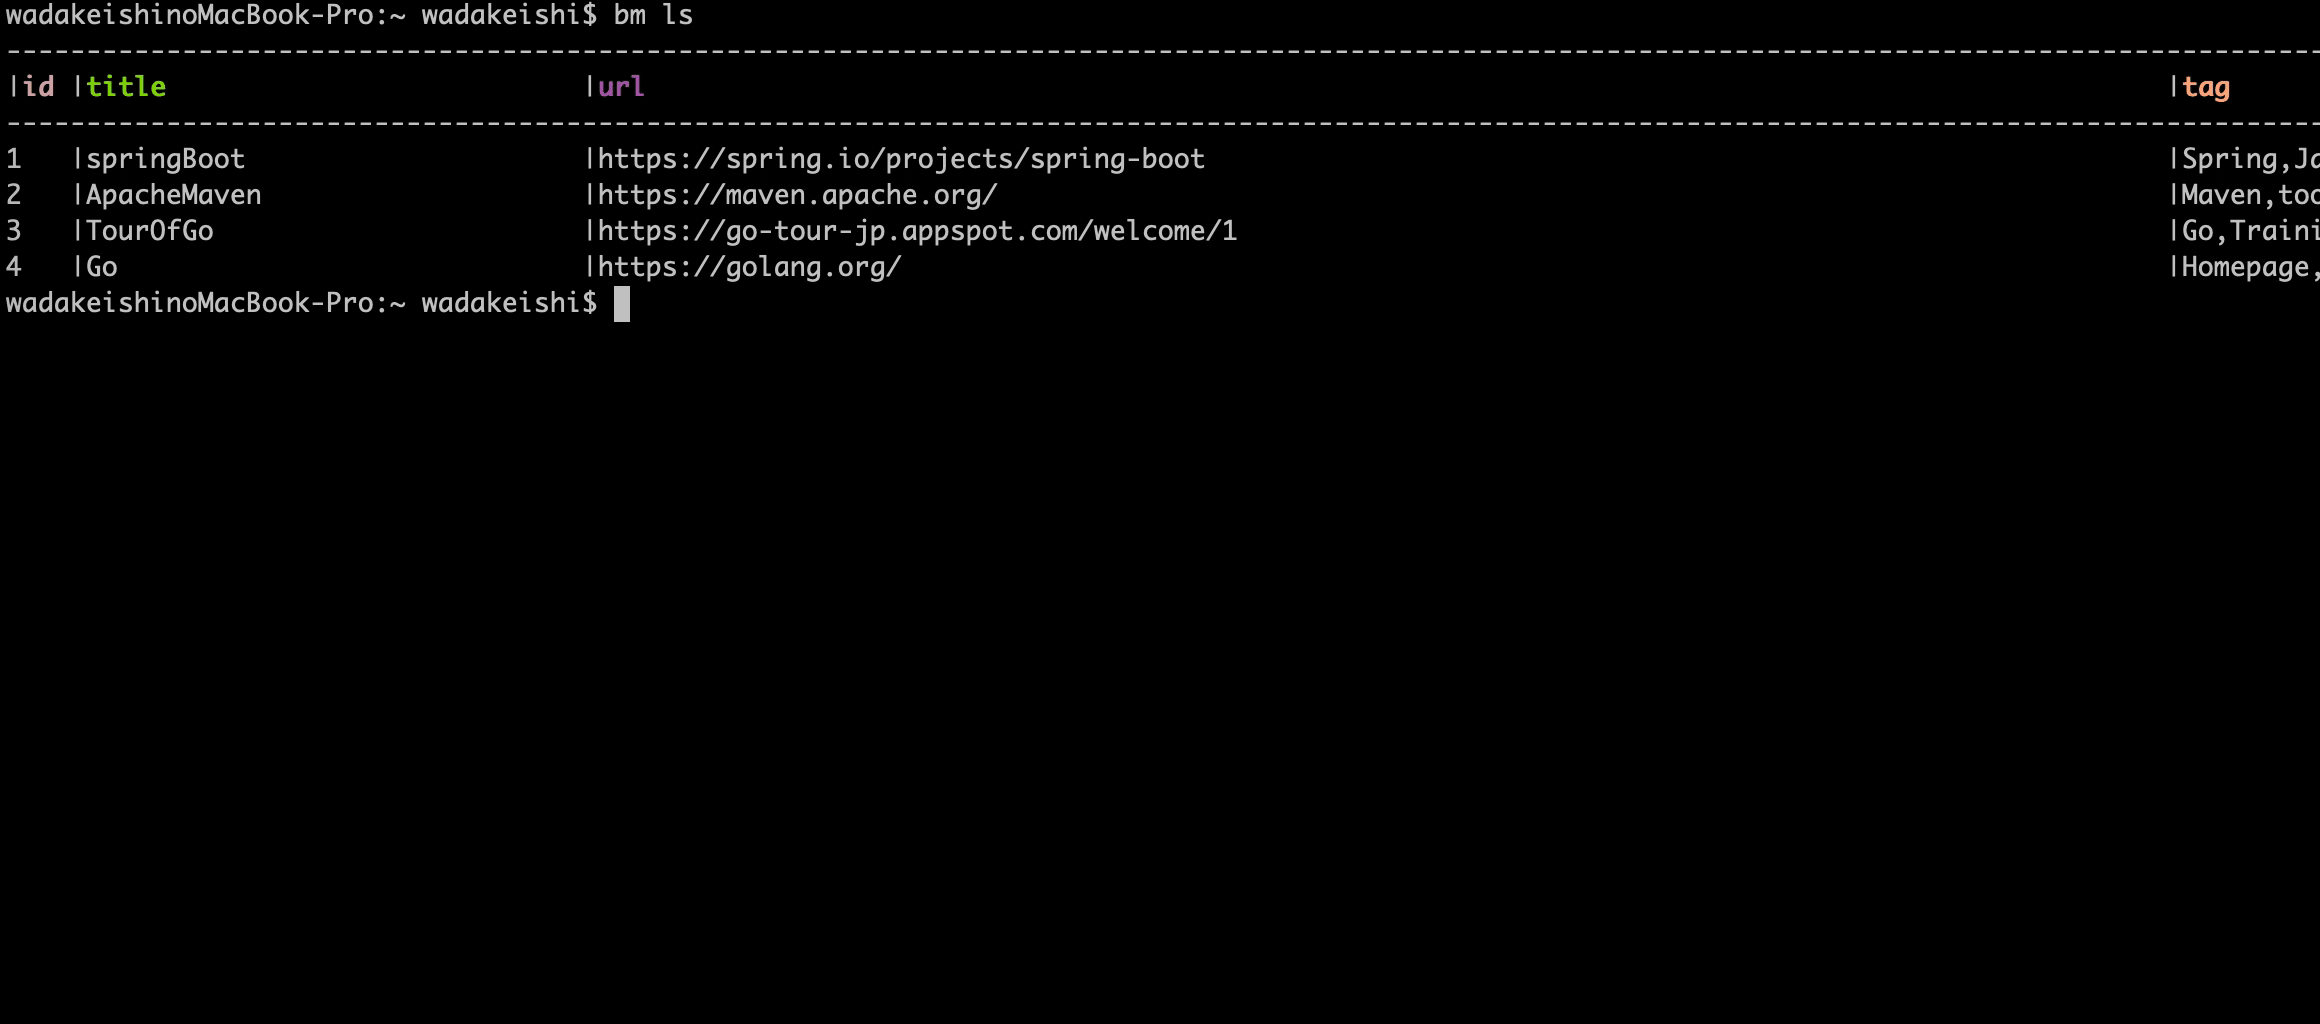 wadakeishinoMacBook-Pro:~ wadakeishi$ bm ls
-------------------------------------------------------------------------------------------------------------------------------------------------
|id |title |url |tag
-------------------------------------------------------------------------------------------------------------------------------------------------
1 |springBoot |https://spring.io/projects/spring-boot |Spring,Ja
2 |ApacheMaven |https://maven.apache.org/ |Maven,too
3 |TourOfGo |https://go-tour-jp.appspot.com/welcome/1 |Go,Traini
4 |Go |https://golang.org/ |Homepage,
wadakeishinoMacBook-Pro:~ wadakeishi$